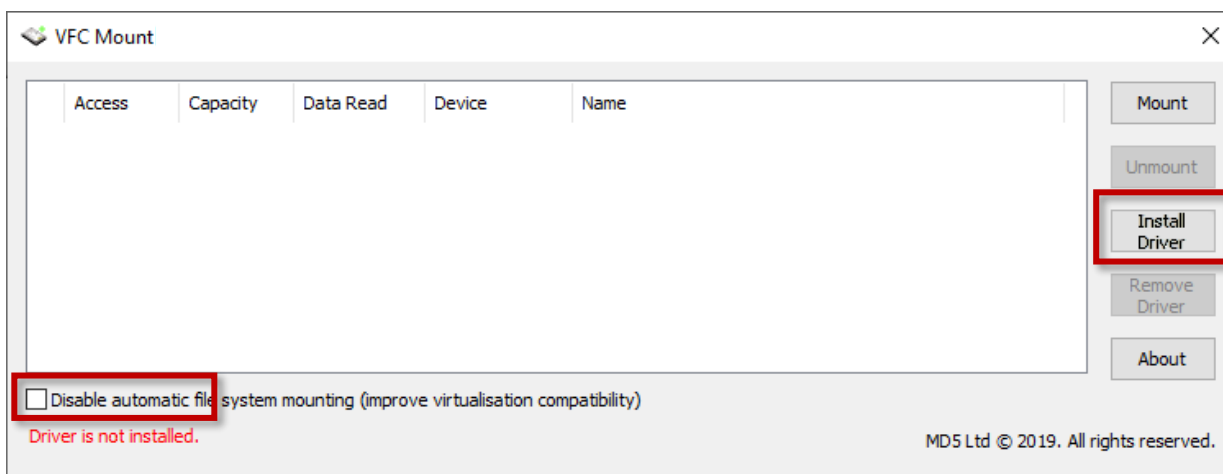 VFC Mount
Access Capacity Data Read Device Name
Mount
Unmount
Install
Driver
Remove
Driver
About
Disable automatic file system mounting (improve virtualisation compatibility)
Driver is not installed.
MD5 Ltd © 2019. All rights reserved.